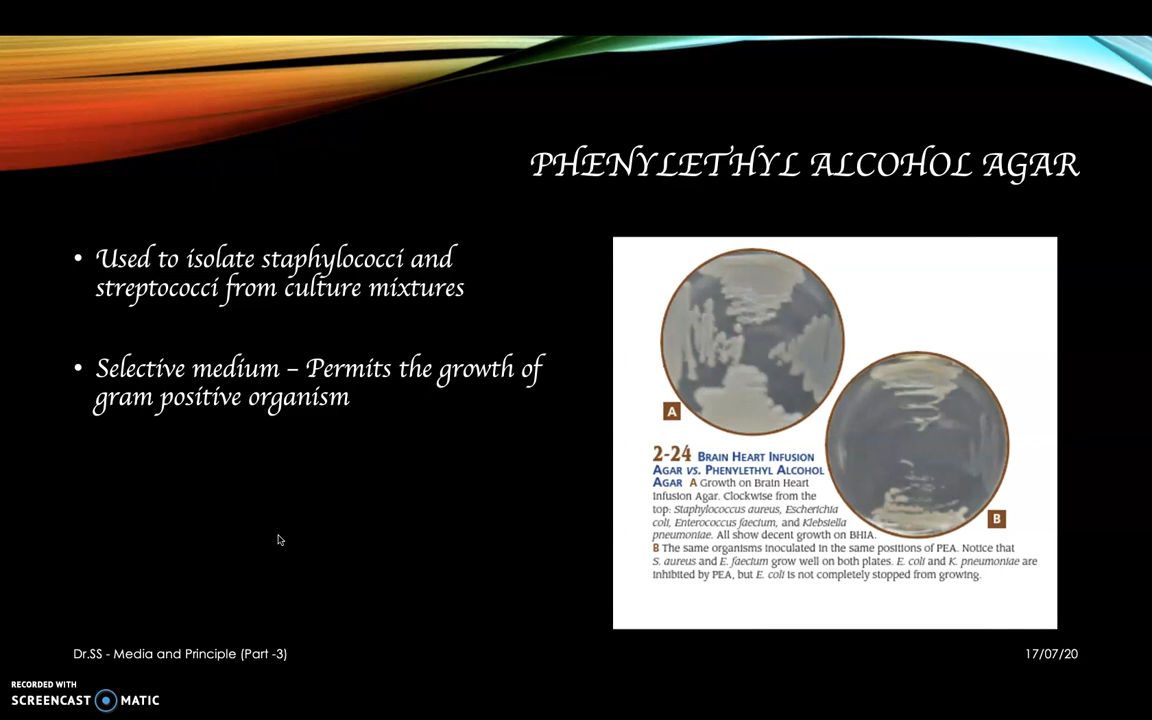 PHENYLETHYL ALCOHOL AGAR
• Used to isolate staphylococci and
streptococci from culture mixtures
• Selective medium – Permits the growth of
gram positive organism
A
B
2-24 BRAIN HEART INFUSION
AGAR VS. PHENYLETHYL ALCOHOL
AGAR A Growth on Brain Heart
Infusion Agar. Clockwise from the
top: Staphylococcus aureus, Escherichia
coli, Enterococcus faecium, and Klebsiella
pneumoniae. All show decent growth on BHIA.
B The same organisms inoculated in the same positions of PEA. Notice that
S. aureus and E. faecium grow well on both plates. E. coli and K. pneumoniae are
inhibited by PEA, but E. coli is not completely stopped from growing.
Dr.SS - Media and Principle (Part -3)
17/07/20
RECORDED WITH
SCREENCAST MATIC